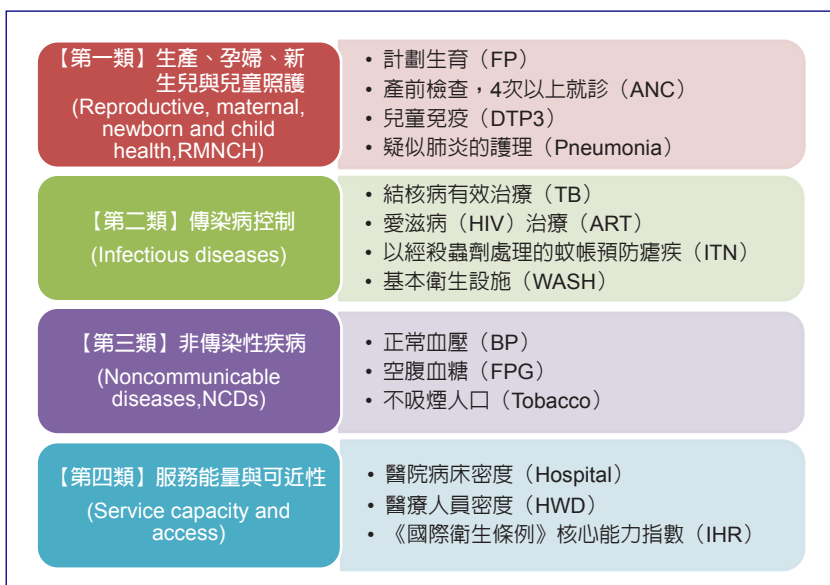 【第一類】生產、孕婦、新
生兒與兒童照護
(Reproductive, maternal,
newborn and child
health,RMNCH)
• 計劃生育（FP）
• 產前檢查，4次以上就診（ANC）
• 兒童免疫（DTP3）
• 疑似肺炎的護理（Pneumonia）
【第二類】傳染病控制
(Infectious diseases)
• 結核病有效治療（TB）
• 愛滋病（HIV）治療（ART）
• 以經殺蟲劑處理的蚊帳預防瘧疾（ITN）
• 基本衛生設施（WASH）
【第三類】非傳染性疾病
(Noncommunicable
diseases,NCDs)
• 正常血壓（BP）
• 空腹血糖（FPG）
• 不吸煙人口（Tobacco）
【第四類】服務能量與可近性
(Service capacity and
access)
• 醫院病床密度（Hospital）
• 醫療人員密度（HWD）
• 《國際衛生條例》核心能力指數（IHR）